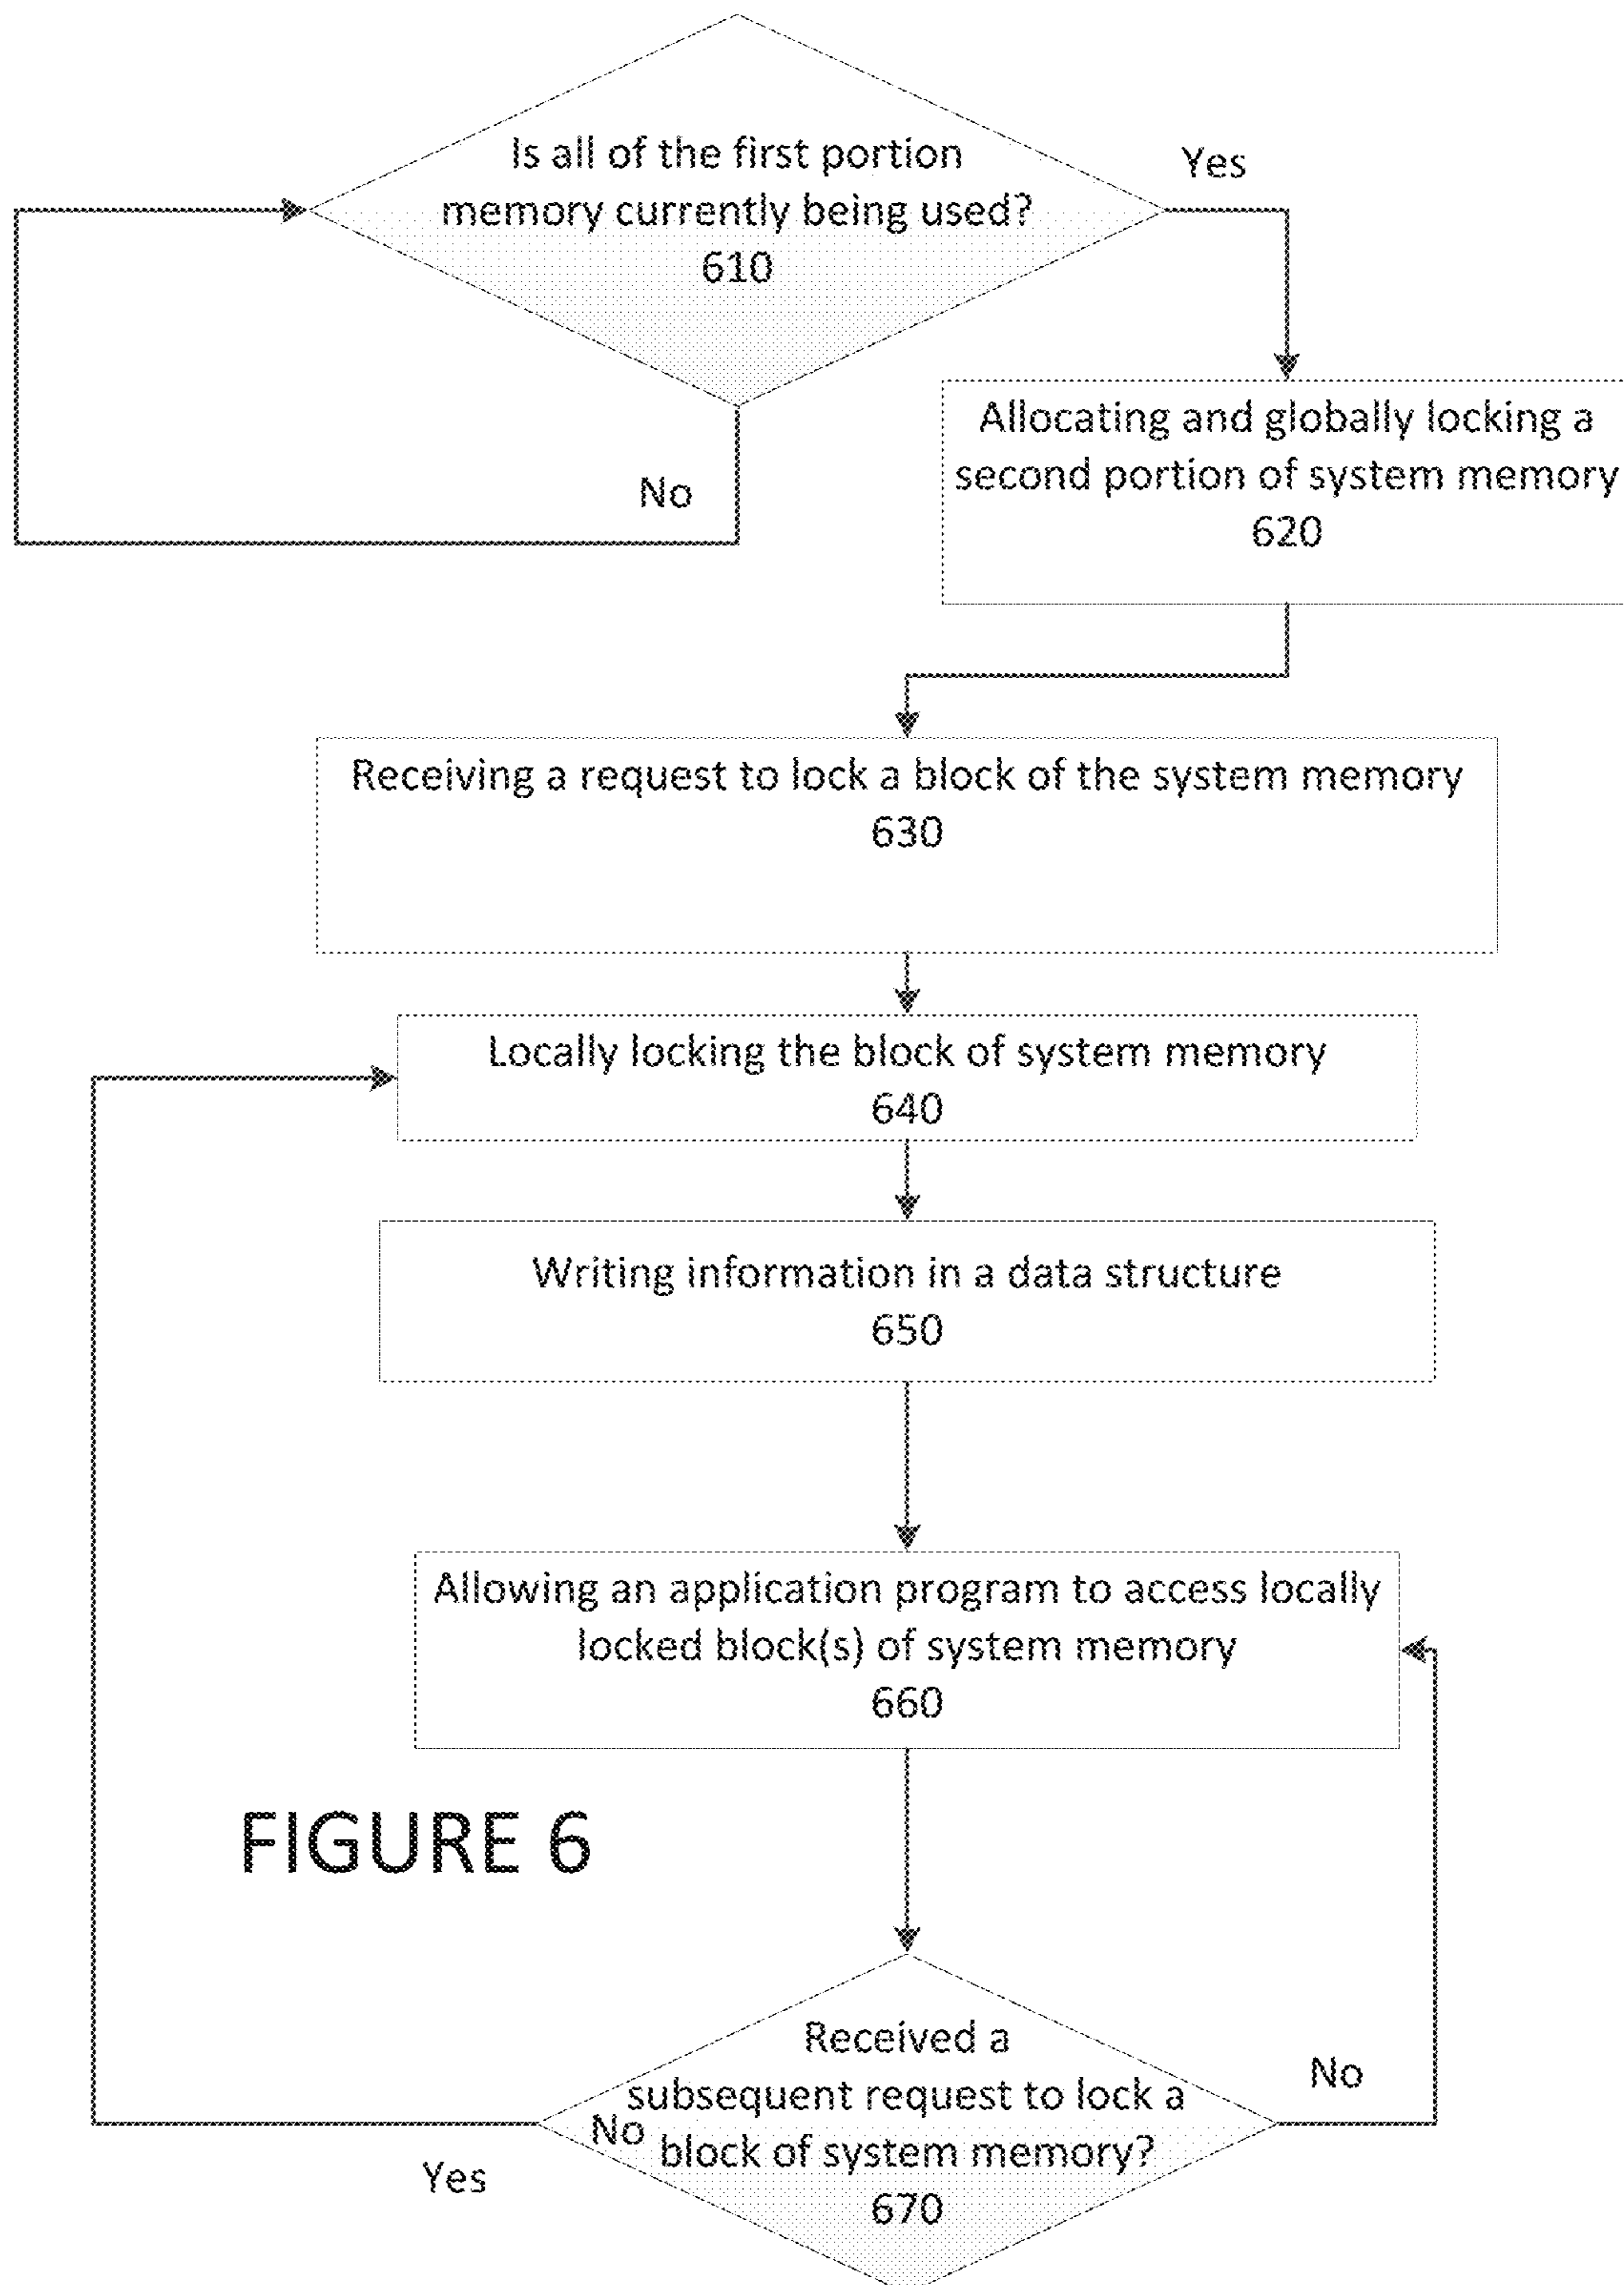 Is all of the first portion
memory currently being used?
610
Yes
No
Allocating and globally locking a
second portion of system memory
620
Receiving a request to lock a block of the system memory
630
Locally locking the block of system memory
640
Writing information in a data structure
650
Allowing an application program to access locally
locked block(s) of system memory
660
FIGURE 6
Received a
subsequent request to lock a
No
block of system memory?
670
No
Yes